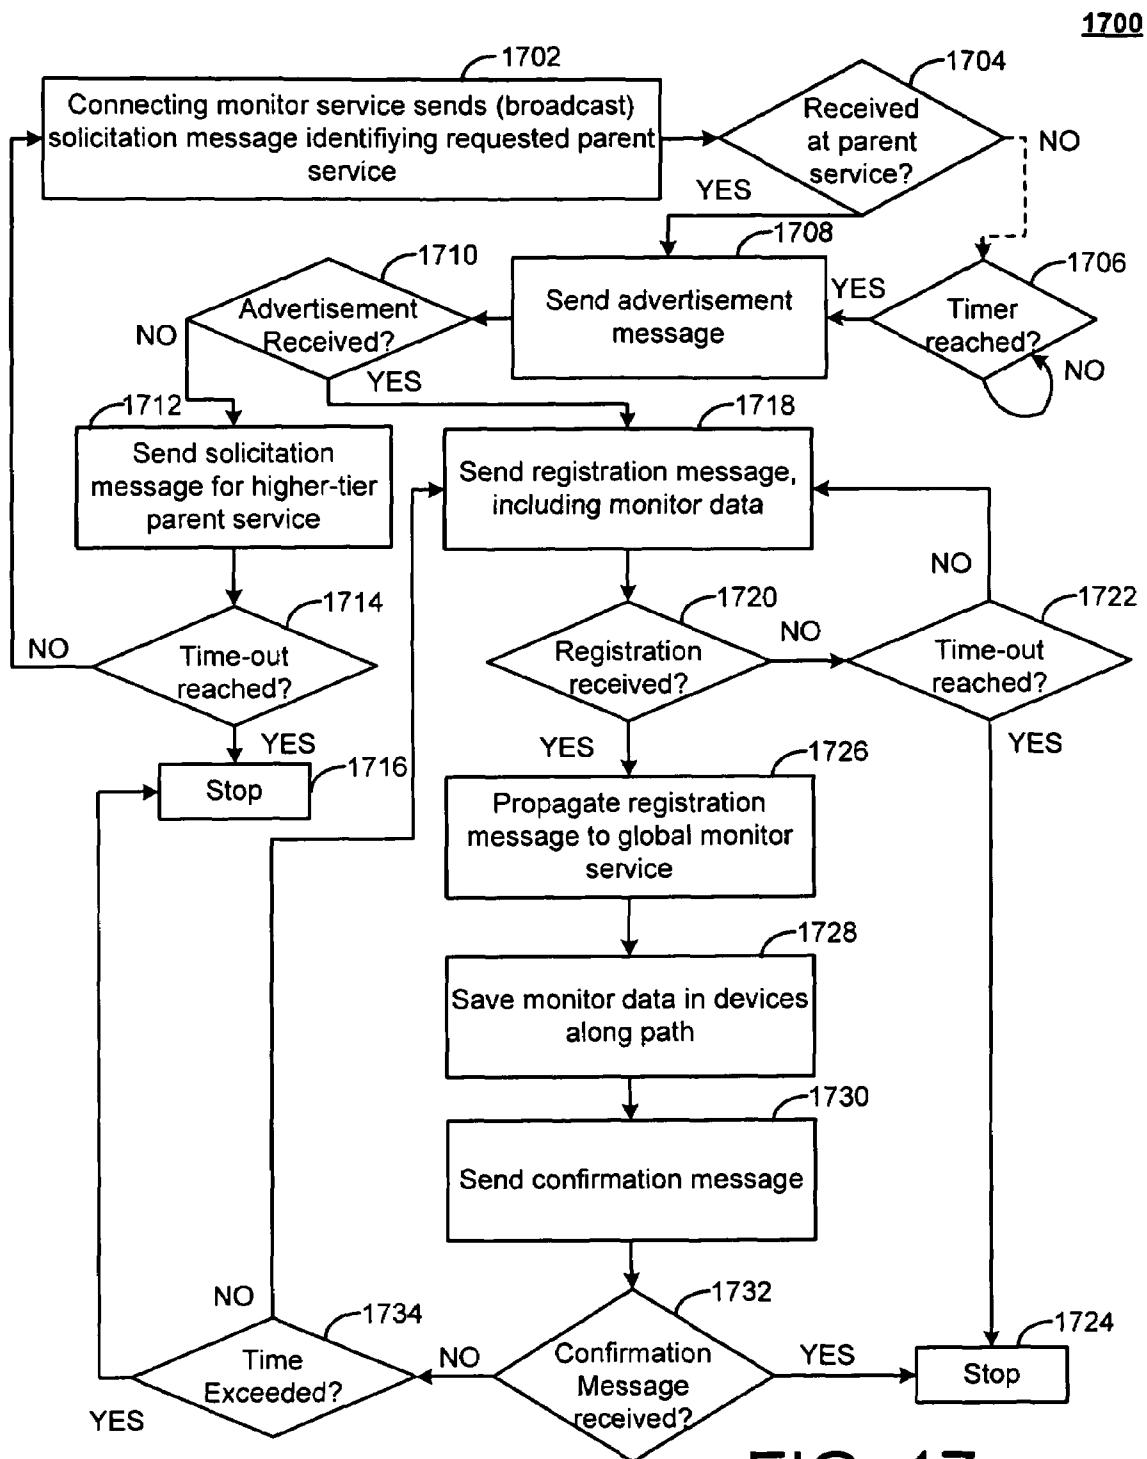 1700
1702
Connecting monitor service sends (broadcast)
solicitation message identifiying requested parent
service
1704
Received
at parent
service?
NO
YES
1706
Timer
reached?
YES
NO
1708
Send advertisement
message
1710
Advertisement
Received?
NO
YES
1712
Send solicitation
message for higher-tier
parent service
1714
Time-out
reached?
NO
YES
1716
Stop
1718
Send registration message,
including monitor data
1720
Registration
received?
NO
YES
1722
Time-out
reached?
NO
YES
1726
Propagate registration
message to global monitor
service
1728
Save monitor data in devices
along path
1730
Send confirmation message
1732
Confirmation
Message
received?
NO
YES
1734
Time
Exceeded?
NO
YES
1724
Stop
FIG. 17